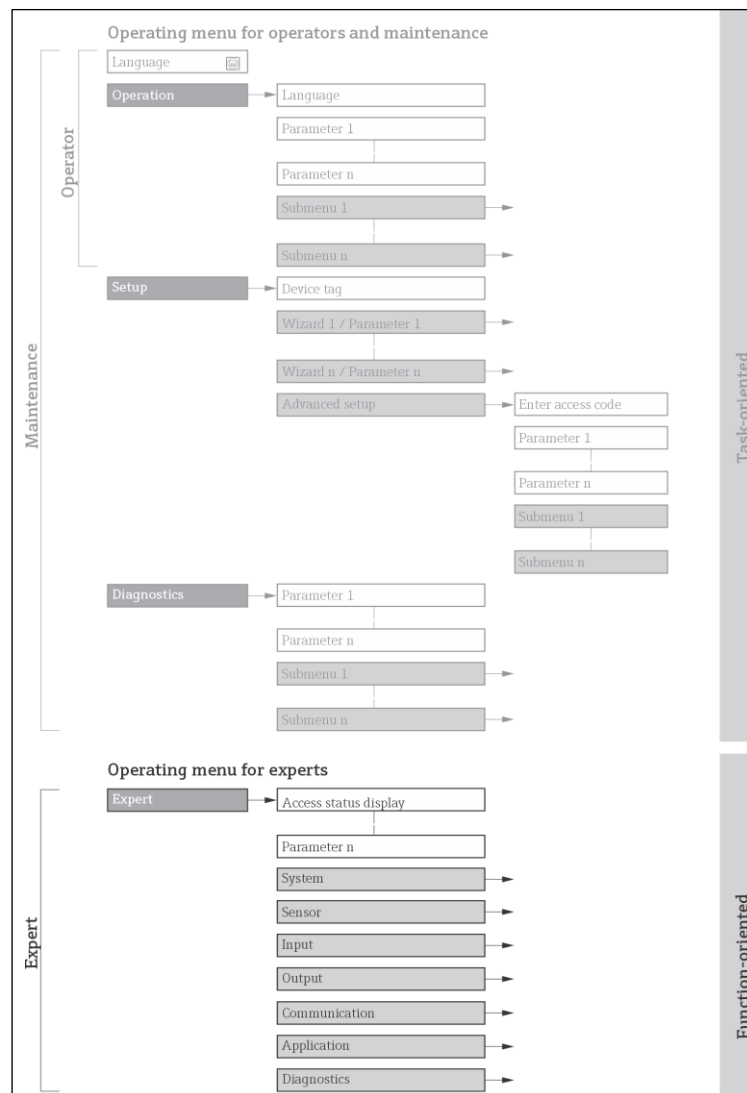 Operating menu for operators and maintenance
Language
Operation
Language
Parameter 1
Parameter n
Submenu 1
Submenu n
Operator
Setup
Device tag
Wizard 1 / Parameter 1
Wizard n / Parameter n
Advanced setup
Enter access code
Parameter 1
Parameter n
Submenu 1
Submenu n
Maintenance
Diagnostics
Parameter 1
Parameter n
Submenu 1
Submenu n
Task-oriented
Operating menu for experts
Expert
Access status display
Parameter n
System
Sensor
Input
Output
Communication
Application
Diagnostics
Expert
Function-oriented